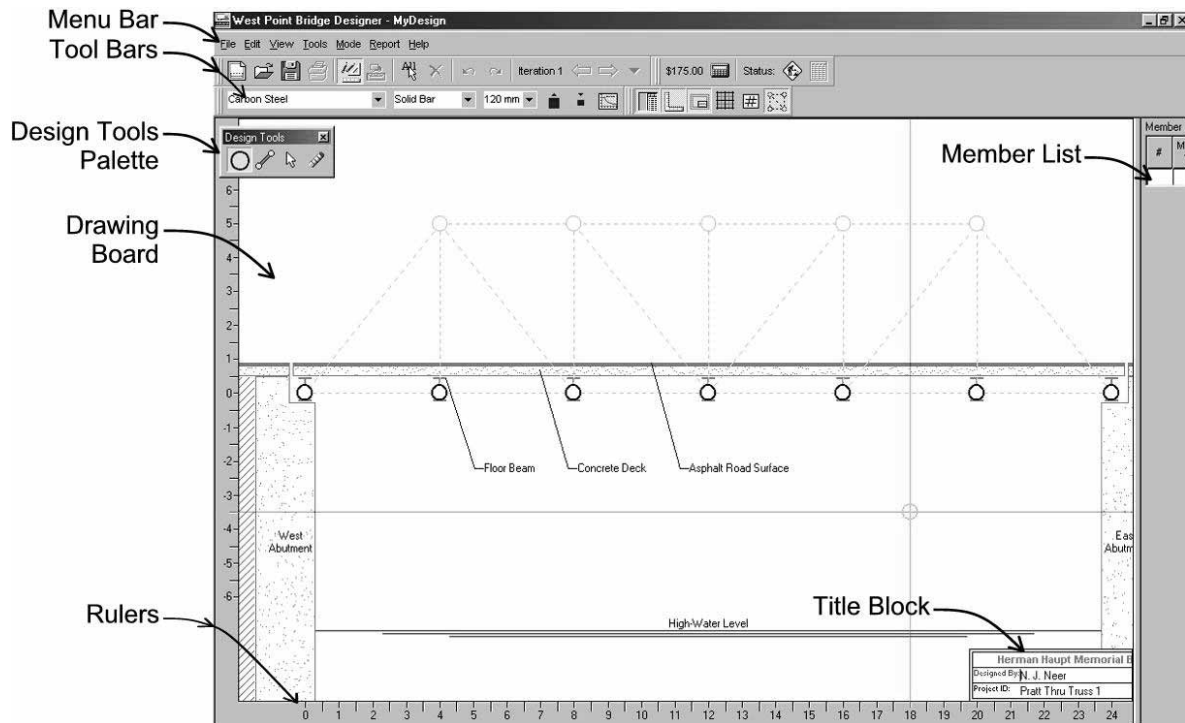 Menu Bar
Tool Bars
Design Tools
Palette
Drawing
Board
Rulers
Member List
Title Block
West Point Bridge Designer - MyDesign
File Edit View Tools Mode Report Help
Iteration 1 $175.00 Status:
Carbon Steel Solid Bar 120 mm
Design Tools
Member
# M
6
5
4
3
2
1
0
-1
-2
-3
-4
-5
-6
Floor Beam Concrete Deck Asphalt Road Surface
West
Abutment
Eas
Abutm
High-Water Level
Herman Haupt Memorial B
Designed By: N. J. Neer
Project ID: Pratt Thru Truss 1
0 1 2 3 4 5 6 7 8 9 10 11 12 13 14 15 16 17 18 19 20 21 22 23 24